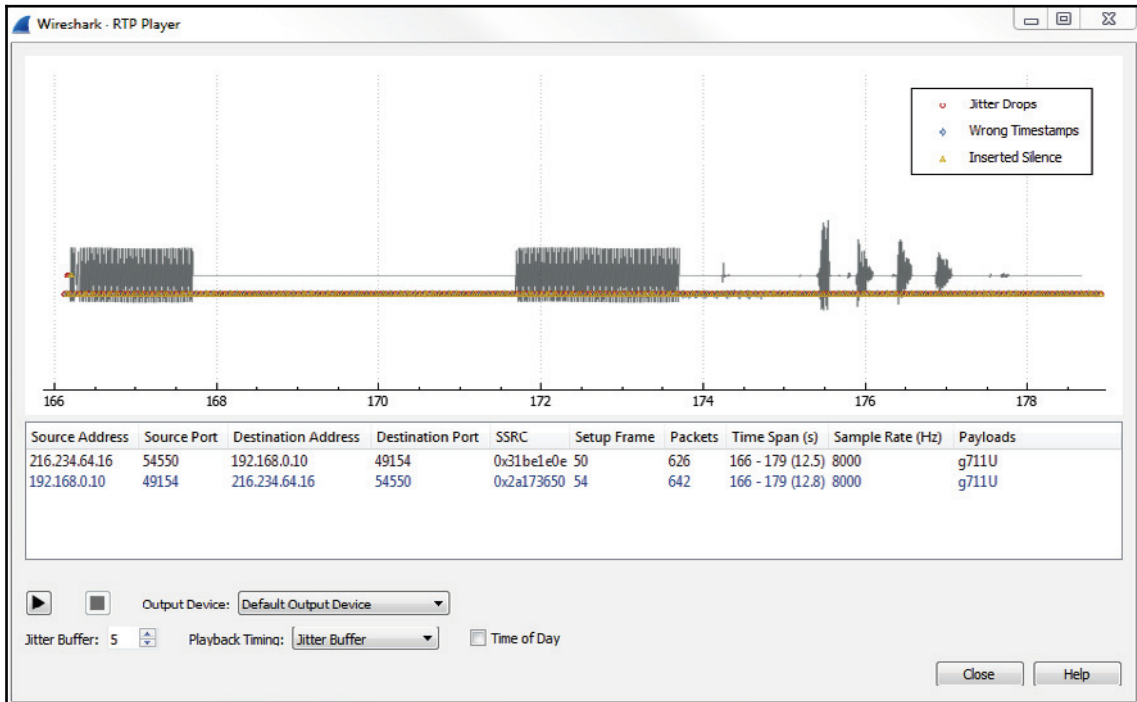 Wireshark · RTP Player
Jitter Drops
Wrong Timestamps
Inserted Silence
166 168 170 172 174 176 178
Source Address Source Port Destination Address Destination Port SSRC Setup Frame Packets Time Span (s) Sample Rate (Hz) Payloads
216.234.64.16 54550 192.168.0.10 49154 0x31be1e0e 50 626 166 - 179 (12.5) 8000 g711U
192.168.0.10 49154 216.234.64.16 54550 0x2a173650 54 642 166 - 179 (12.8) 8000 g711U
Output Device: Default Output Device
Jitter Buffer: 5 Playback Timing: Jitter Buffer Time of Day
Close Help